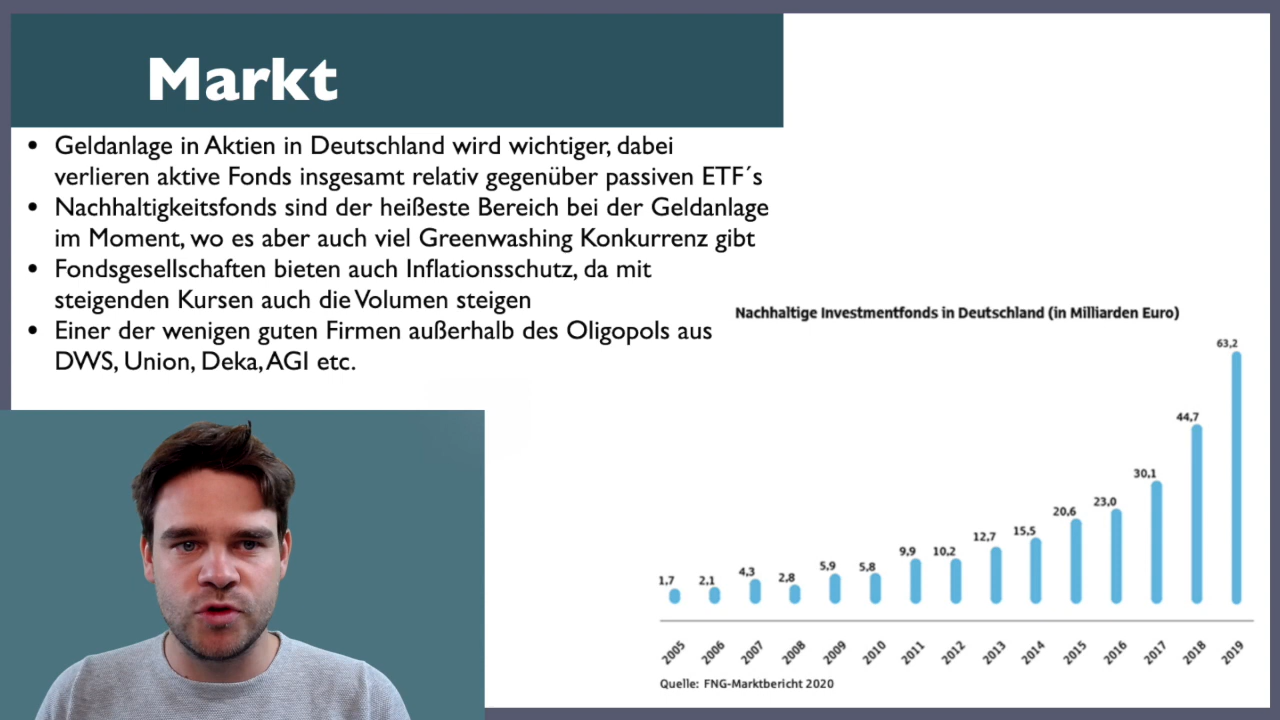 Markt
• Geldanlage in Aktien in Deutschland wird wichtiger, dabei
verlieren aktive Fonds insgesamt relativ gegenüber passiven ETF´s
• Nachhaltigkeitsfonds sind der heißeste Bereich bei der Geldanlage
im Moment, wo es aber auch viel Greenwashing Konkurrenz gibt
• Fondsgesellschaften bieten auch Inflationsschutz, da mit
steigenden Kursen auch die Volumen steigen
• Einer der wenigen guten Firmen außerhalb des Oligopols aus
DWS, Union, Deka, AGI etc.
Nachhaltige Investmentfonds in Deutschland (in Milliarden Euro)
1,7 2,1 4,3 2,8 5,9 5,8 9,9 10,2 12,7 15,5 20,6 23,0 30,1 44,7 63,2
2005 2006 2007 2008 2009 2010 2011 2012 2013 2014 2015 2016 2017 2018 2019
Quelle: FNG-Marktbericht 2020